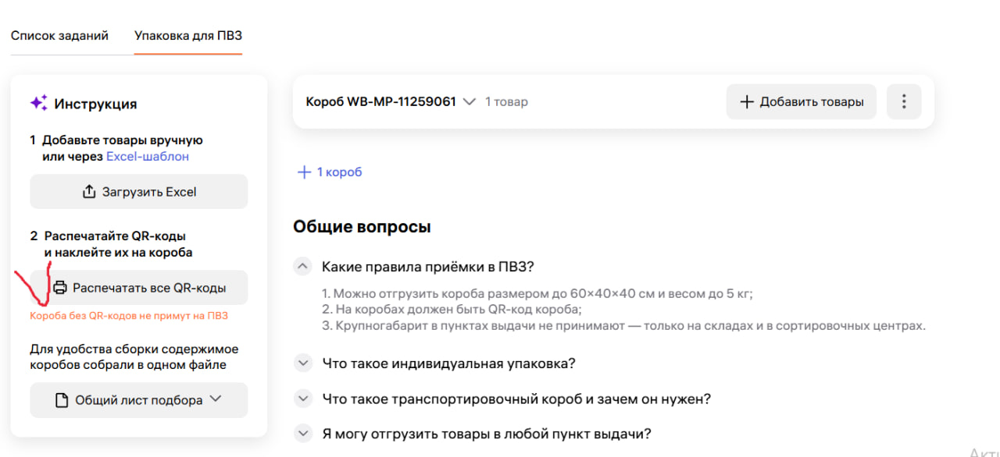 Список заданий
Упаковка для ПВЗ
Инструкция
1 Добавьте товары вручную
или через Excel-шаблон
Загрузить Excel
2 Распечатайте QR-коды
и наклейте их на короба
Распечатать все QR-коды
Короба без QR-кодов не примут на ПВЗ
Для удобства сборки содержимое
коробов собрали в одном файле
Общий лист подбора
Короб WB-MP-11259061
1 товар
+ Добавить товары
+ 1 короб
Общие вопросы
Какие правила приёмки в ПВЗ?
1. Можно отгрузить короба размером до 60×40×40 см и весом до 5 кг;
2. На коробах должен быть QR-код короба;
3. Крупногабарит в пунктах выдачи не принимают — только на складах и в сортировочных центрах.
Что такое индивидуальная упаковка?
Что такое транспортировочный короб и зачем он нужен?
Я могу отгрузить товары в любой пункт выдачи?